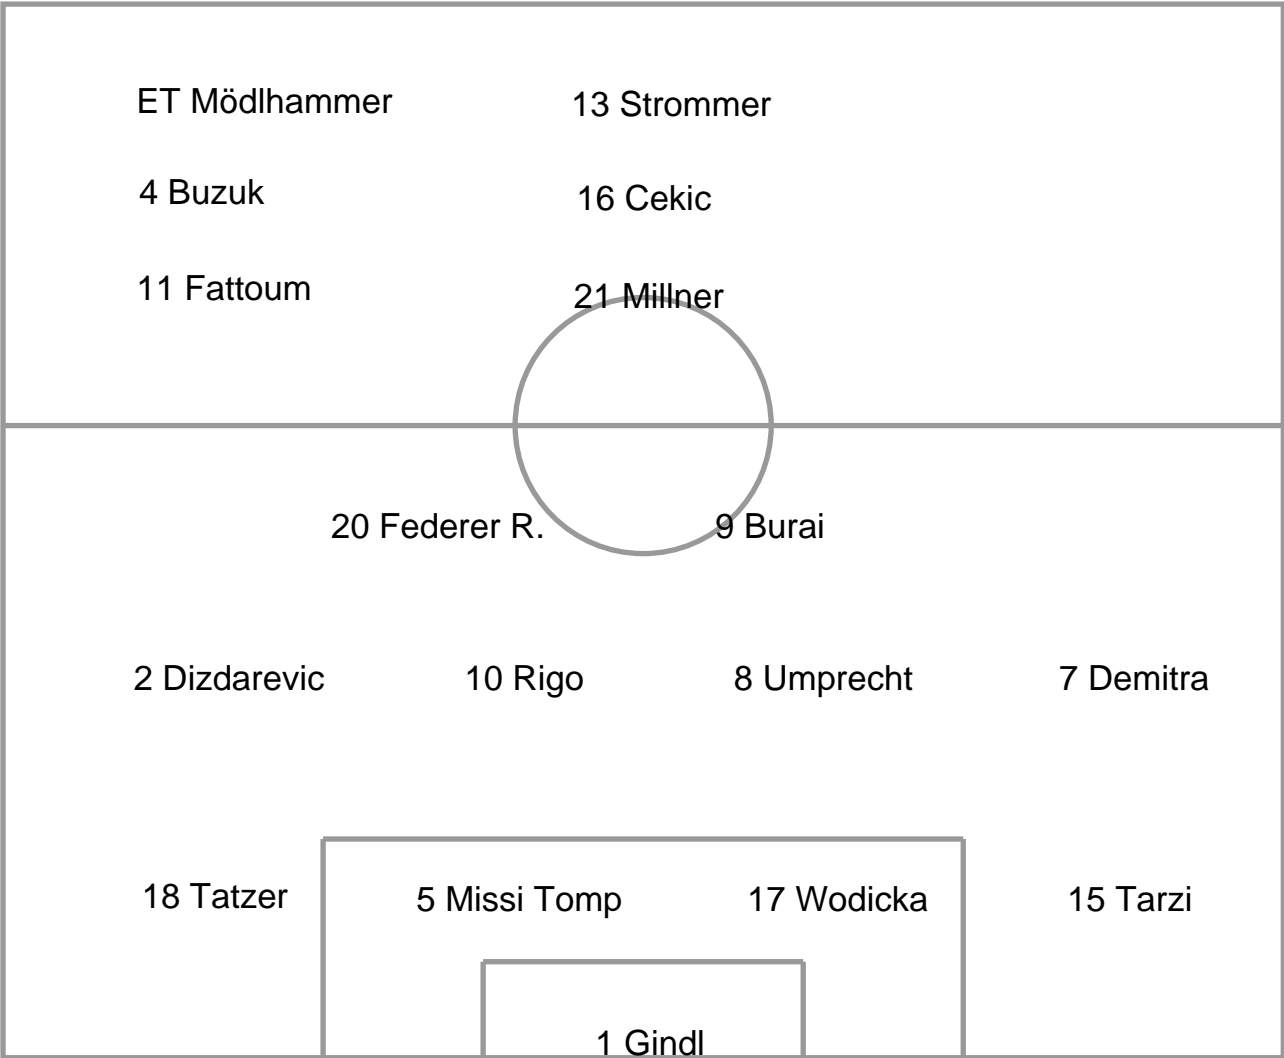 ET Mödlhammer
13 Strommer
4 Buzuk
16 Cekic
11 Fattoum
21 Millner
20 Federer R.
9 Burai
2 Dizdarevic
10 Rigo
8 Umprecht
7 Demitra
18 Tatzer
5 Missi Tomp
17 Wodicka
15 Tarzi
1 Gindl